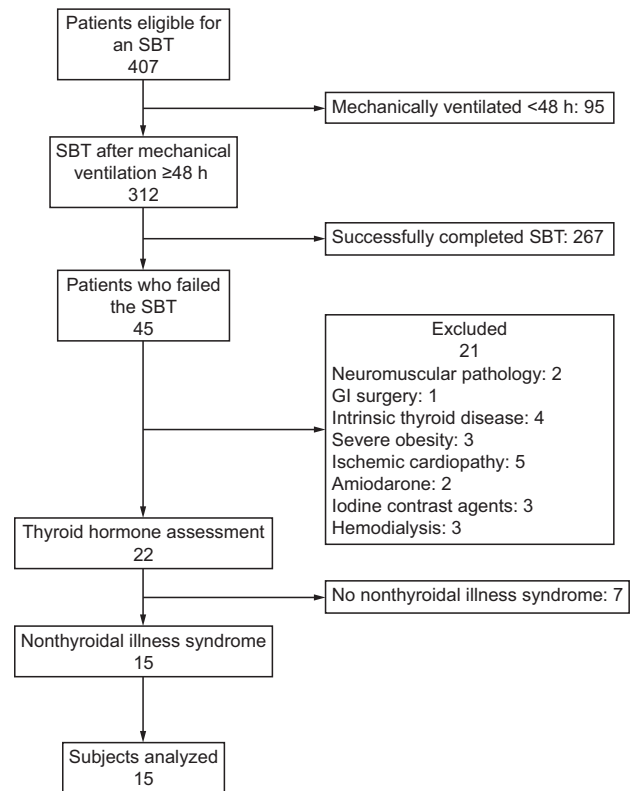 Patients eligible for
an SBT
407
Mechanically ventilated <48 h: 95
SBT after mechanical
ventilation ≥48 h
312
Successfully completed SBT: 267
Patients who failed
the SBT
45
Excluded
21
Neuromuscular pathology: 2
GI surgery: 1
Intrinsic thyroid disease: 4
Severe obesity: 3
Ischemic cardiopathy: 5
Amiodarone: 2
Iodine contrast agents: 3
Hemodialysis: 3
Thyroid hormone assessment
22
No nonthyroidal illness syndrome: 7
Nonthyroidal illness syndrome
15
Subjects analyzed
15